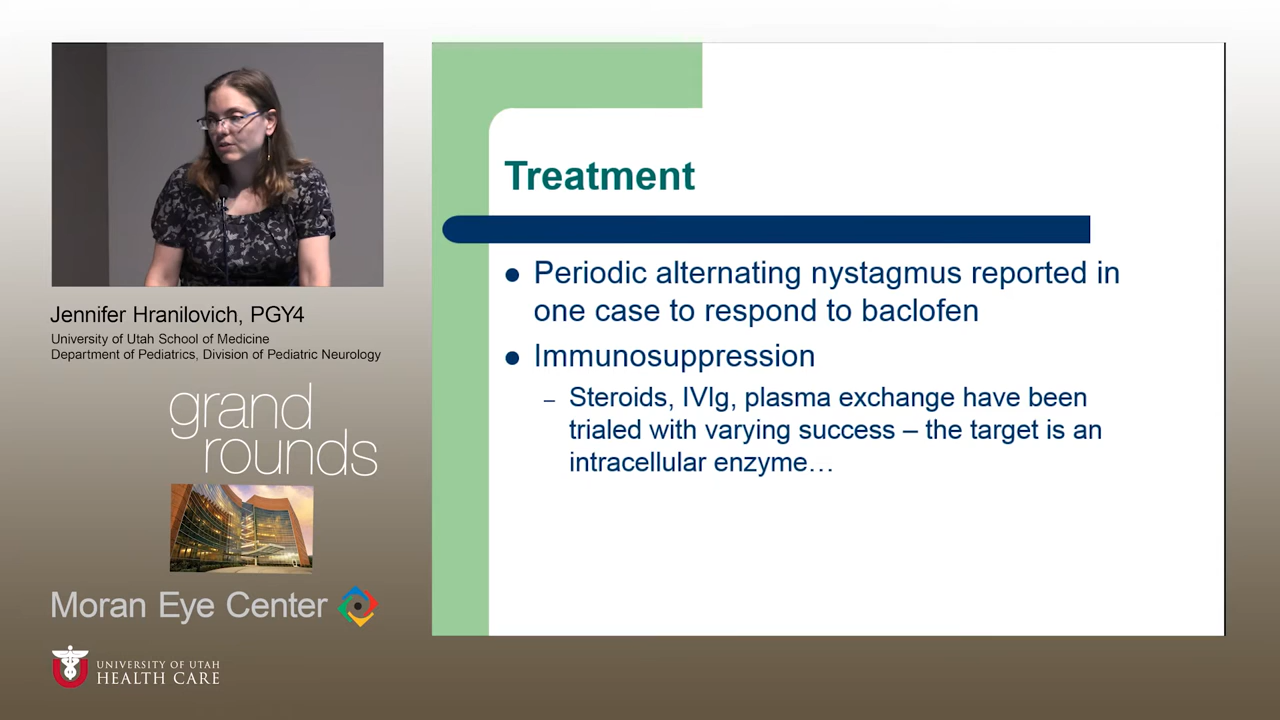 Jennifer Hranilovich, PGY4
University of Utah School of Medicine
Department of Pediatrics, Division of Pediatric Neurology
grand
rounds
Moran Eye Center
UNIVERSITY OF UTAH
HEALTH CARE
Treatment
Periodic alternating nystagmus reported in
one case to respond to baclofen
Immunosuppression
– Steroids, IVIg, plasma exchange have been
trialed with varying success – the target is an
intracellular enzyme…